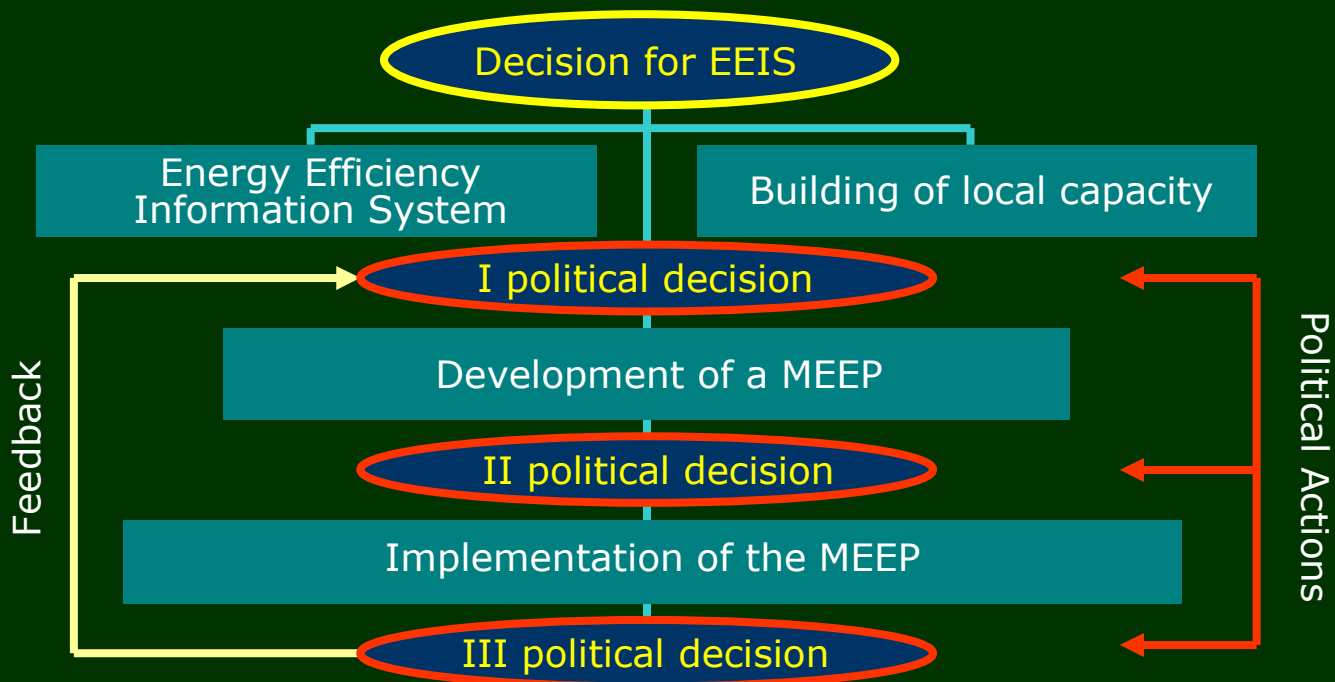 Decision for EEIS
Energy Efficiency
Information System
Building of local capacity
I political decision
Development of a MEEP
II political decision
Implementation of the MEEP
III political decision
Feedback
Political Actions